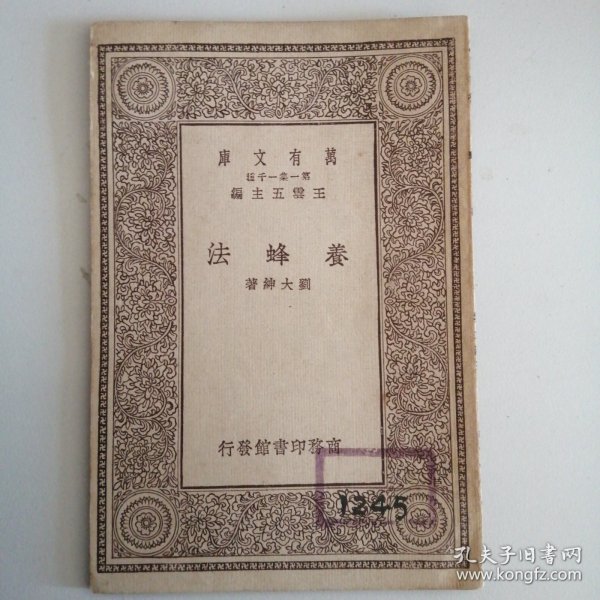 萬有文庫
第一集一千種
王雲五主編
養蜂法
劉大紳著
商務印書館發行
1245
孔夫子旧书网
www.kongfz.com